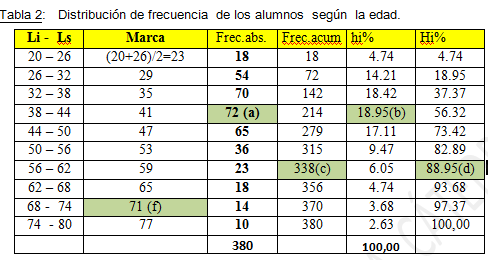 Tabla 2: Distribución de frecuencia de los alumnos según la edad.
Li - Ls Marca Frec.abs. Frec.acum hi% Hi%
20 – 26 (20+26)/2=23 18 18 4.74 4.74
26 – 32 29 54 72 14.21 18.95
32 – 38 35 70 142 18.42 37.37
38 – 44 41 72 (a) 214 18.95(b) 56.32
44 – 50 47 65 279 17.11 73.42
50 – 56 53 36 315 9.47 82.89
56 – 62 59 23 338(c) 6.05 88.95(d)
62 – 68 65 18 356 4.74 93.68
68 - 74 71 (f) 14 370 3.68 97.37
74 - 80 77 10 380 2.63 100,00
380 100,00